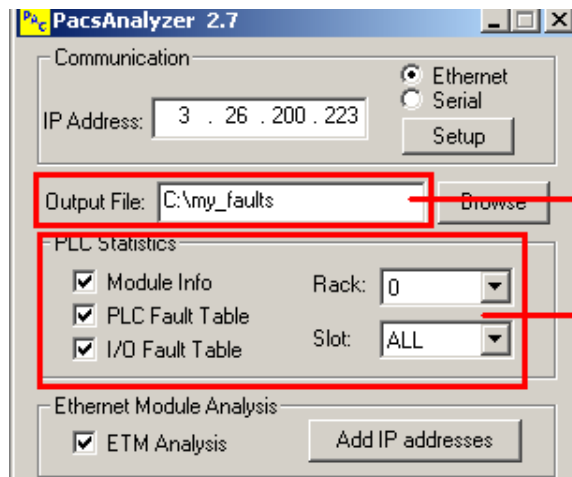 PAC PacsAnalyzer 2.7
Communication
Ethernet
Serial
IP Address: 3 . 26 . 200 . 223
Setup
Output File: C:\my_faults Browse
PLC Statistics
Module Info Rack: 0
PLC Fault Table
I/O Fault Table Slot: ALL
Ethernet Module Analysis
ETM Analysis Add IP addresses